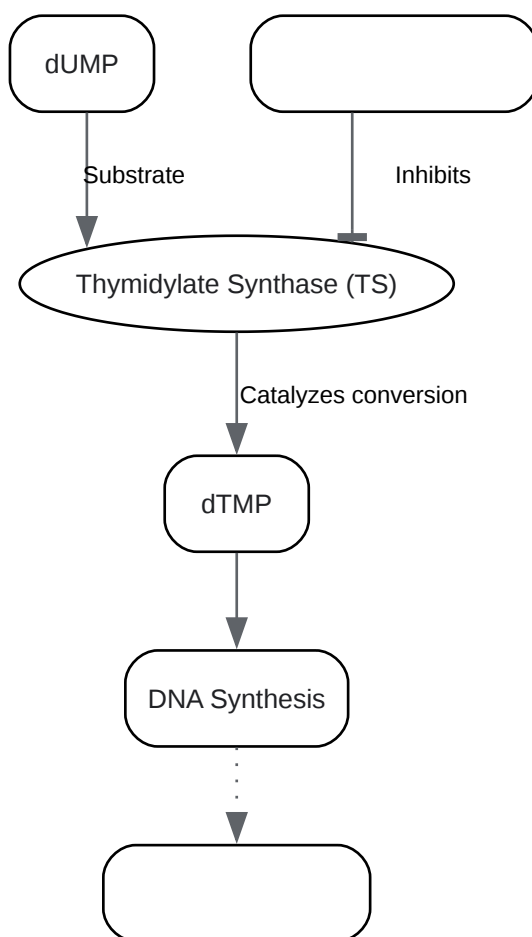 dUMP
Substrate
Inhibits
Thymidylate Synthase (TS)
Catalyzes conversion
dTMP
DNA Synthesis